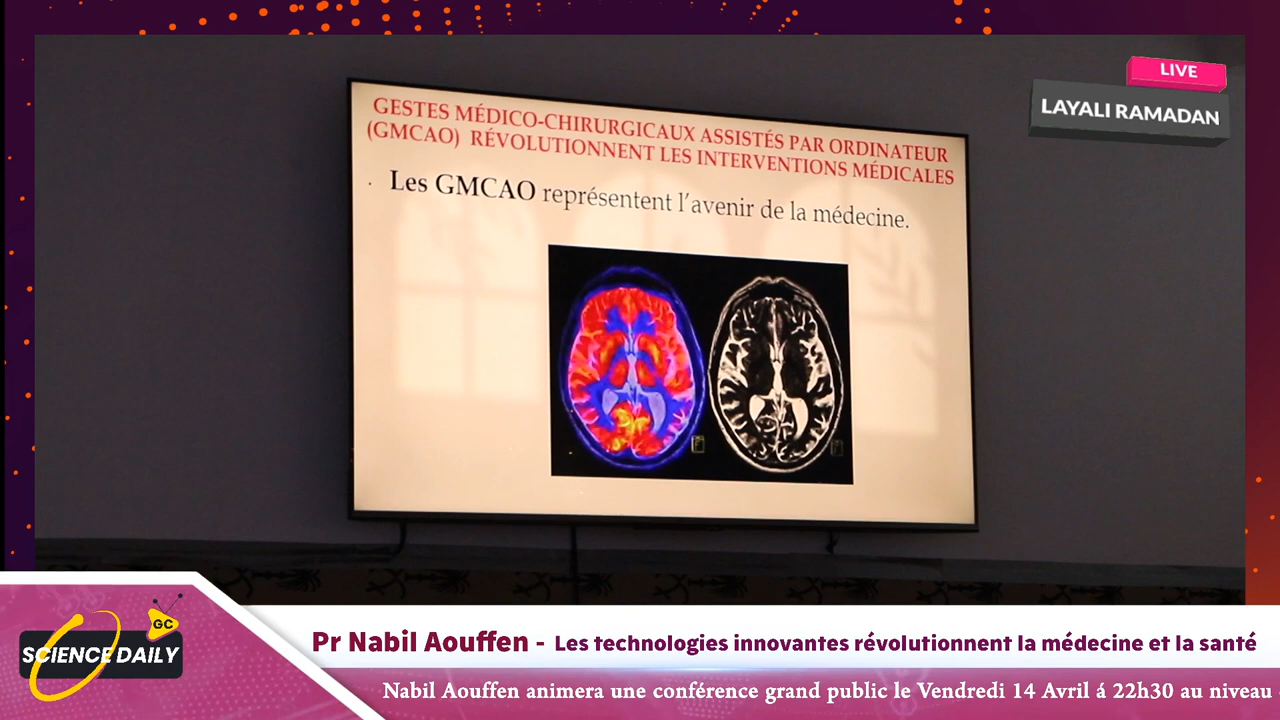 LIVE
LAYALI RAMADAN
GESTES MÉDICO-CHIRURGICAUX ASSISTÉS PAR ORDINATEUR
(GMCAO) RÉVOLUTIONNENT LES INTERVENTIONS MÉDICALES
Les GMCAO représentent l'avenir de la médecine.
GC
SCIENCE DAILY
Pr Nabil Aouffen - Les technologies innovantes révolutionnent la médecine et la santé
Nabil Aouffen animera une conférence grand public le Vendredi 14 Avril á 22h30 au niveau